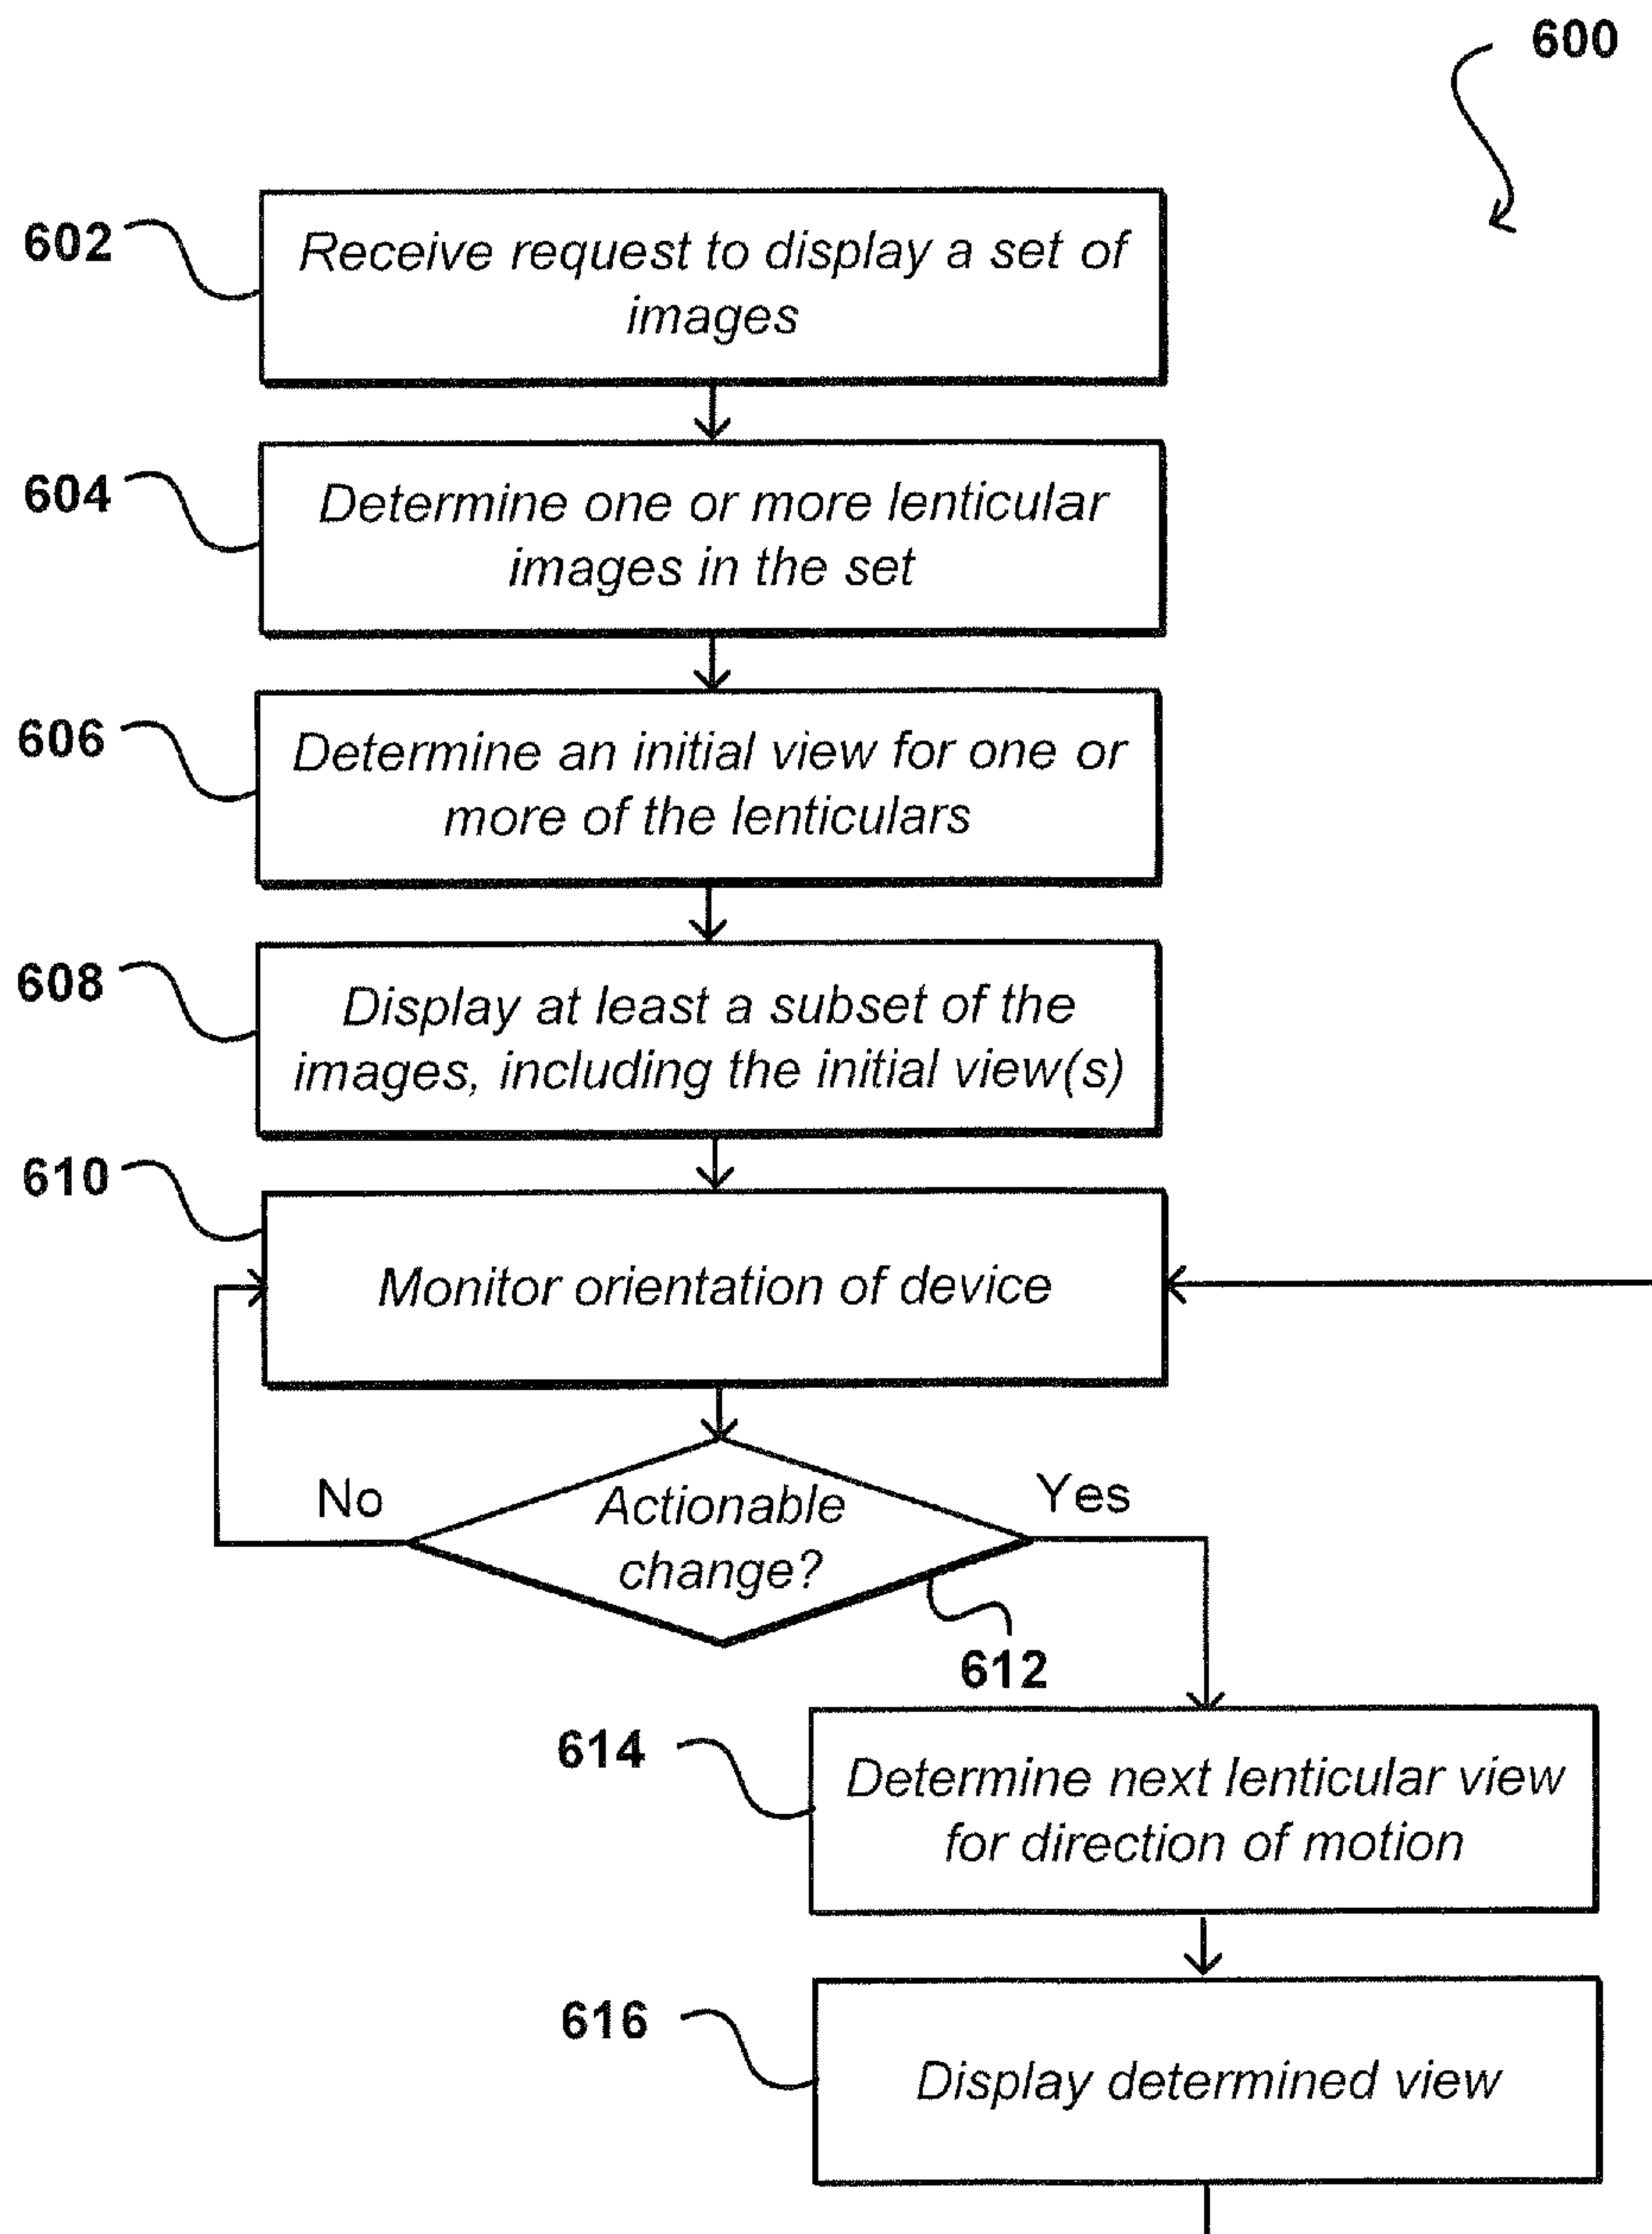 600
602
Receive request to display a set of
images
604
Determine one or more lenticular
images in the set
606
Determine an initial view for one or
more of the lenticulars
608
Display at least a subset of the
images, including the initial view(s)
610
Monitor orientation of device
No
Actionable
change?
Yes
612
614
Determine next lenticular view
for direction of motion
616
Display determined view